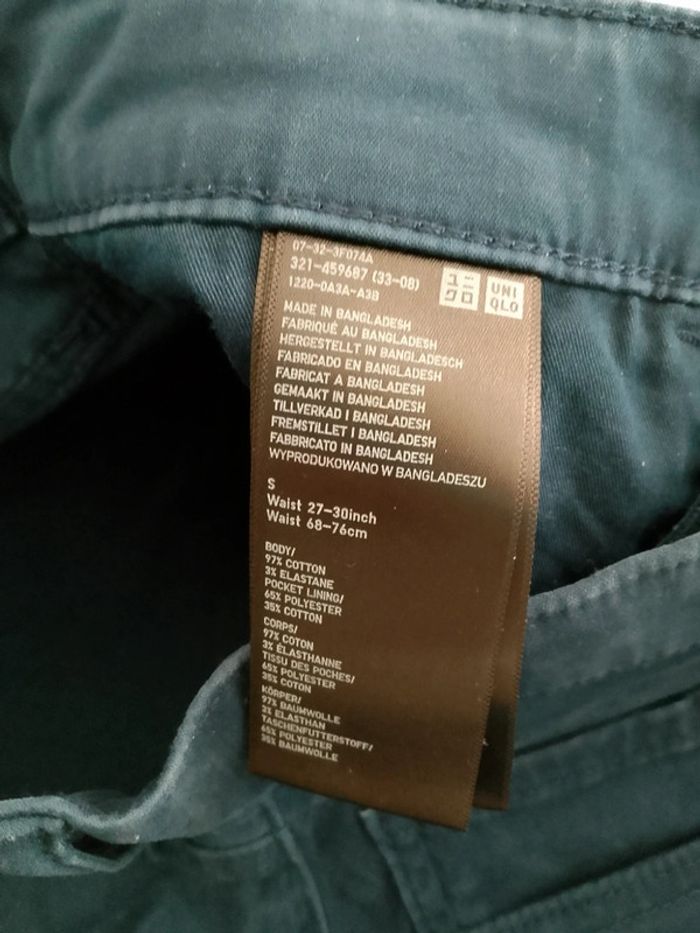 07-32-3F074A
321-459687 (33-08)
1220-0A3A-A3B
ユニ
クロ
UNI
QLO
MADE IN BANGLADESH
FABRIQUÉ AU BANGLADESH
HERGESTELLT IN BANGLADESCH
FABRICADO EN BANGLADESH
FABRICAT A BANGLADESH
GEMAAKT IN BANGLADESH
TILLVERKAD I BANGLADESH
FREMSTILLET I BANGLADESH
FABBRICATO IN BANGLADESH
WYPRODUKOWANO W BANGLADESZU
S
Waist 27-30inch
Waist 68-76cm
BODY/
97% COTTON
3% ELASTANE
POCKET LINING/
65% POLYESTER
35% COTTON
CORPS/
97% COTON
3% ÉLASTHANNE
TISSU DES POCHES/
65% POLYESTER
35% COTON
KÖRPER/
97% BAUMWOLLE
3% ELASTHAN
TASCHENFUTTERSTOFF/
65% POLYESTER
35% BAUMWOLLE